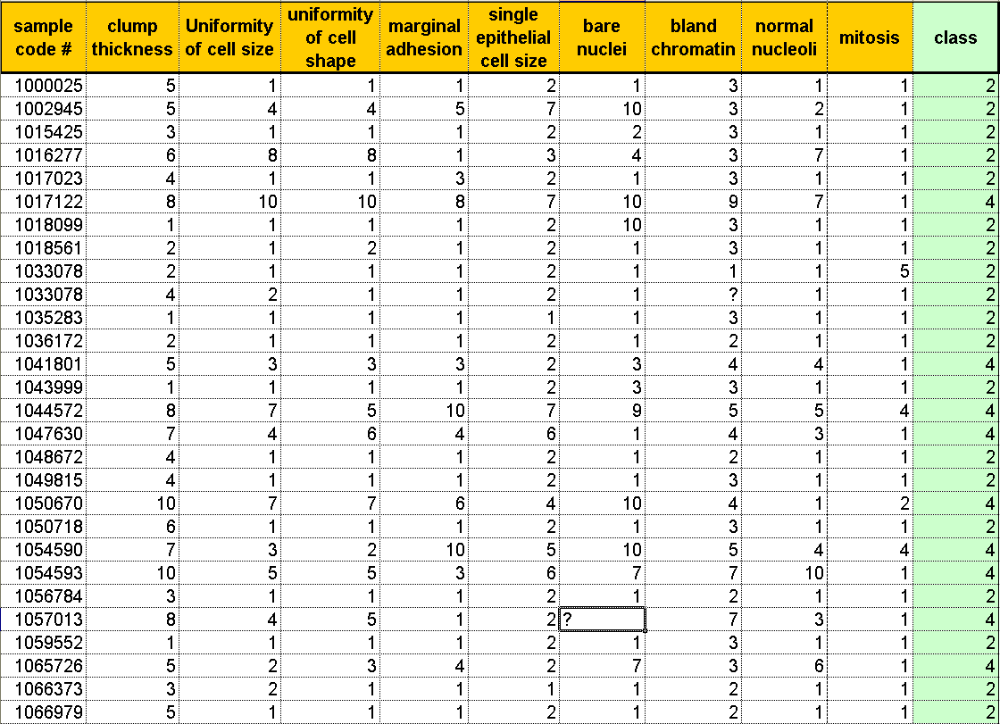 sample code # clump thickness Uniformity of cell size uniformity of cell shape marginal adhesion single epithelial cell size bare nuclei bland chromatin normal nucleoli mitosis class
1000025 5 1 1 1 2 1 3 1 1 2
1002945 5 4 4 5 7 10 3 2 1 2
1015425 3 1 1 1 2 2 3 1 1 2
1016277 6 8 8 1 3 4 3 7 1 2
1017023 4 1 1 3 2 1 3 1 1 2
1017122 8 10 10 8 7 10 9 7 1 4
1018099 1 1 1 1 2 10 3 1 1 2
1018561 2 1 2 1 2 1 3 1 1 2
1033078 2 1 1 1 2 1 1 1 5 2
1033078 4 2 1 1 2 1 ? 1 1 2
1035283 1 1 1 1 1 1 3 1 1 2
1036172 2 1 1 1 2 1 2 1 1 2
1041801 5 3 3 3 2 3 4 4 1 4
1043999 1 1 1 1 2 3 3 1 1 2
1044572 8 7 5 10 7 9 5 5 4 4
1047630 7 4 6 4 6 1 4 3 1 4
1048672 4 1 1 1 2 1 2 1 1 2
1049815 4 1 1 1 2 1 3 1 1 2
1050670 10 7 7 6 4 10 4 1 2 4
1050718 6 1 1 1 2 1 3 1 1 2
1054590 7 3 2 10 5 10 5 4 4 4
1054593 10 5 5 3 6 7 7 10 1 4
1056784 3 1 1 1 2 1 2 1 1 2
1057013 8 4 5 1 2 ? 7 3 1 4
1059552 1 1 1 1 2 1 3 1 1 2
1065726 5 2 3 4 2 7 3 6 1 4
1066373 3 2 1 1 1 1 2 1 1 2
1066979 5 1 1 1 2 1 2 1 1 2